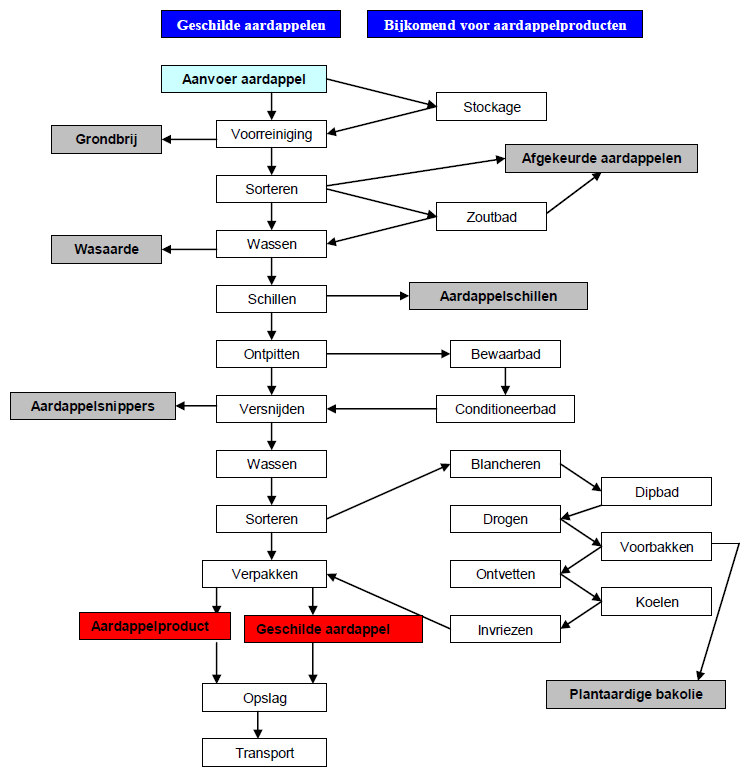 Geschilde aardappelen
Bijkomend voor aardappelproducten
Aanvoer aardappel
Stockage
Grondbrij
Voorreiniging
Afgekeurde aardappelen
Sorteren
Zoutbad
Wasaarde
Wassen
Schillen
Aardappelschillen
Ontpitten
Bewaarbad
Aardappelsnippers
Versnijden
Conditioneerbad
Wassen
Blancheren
Dipbad
Sorteren
Drogen
Voorbakken
Verpakken
Ontvetten
Koelen
Aardappelproduct
Geschilde aardappel
Invriezen
Opslag
Plantaardige bakolie
Transport